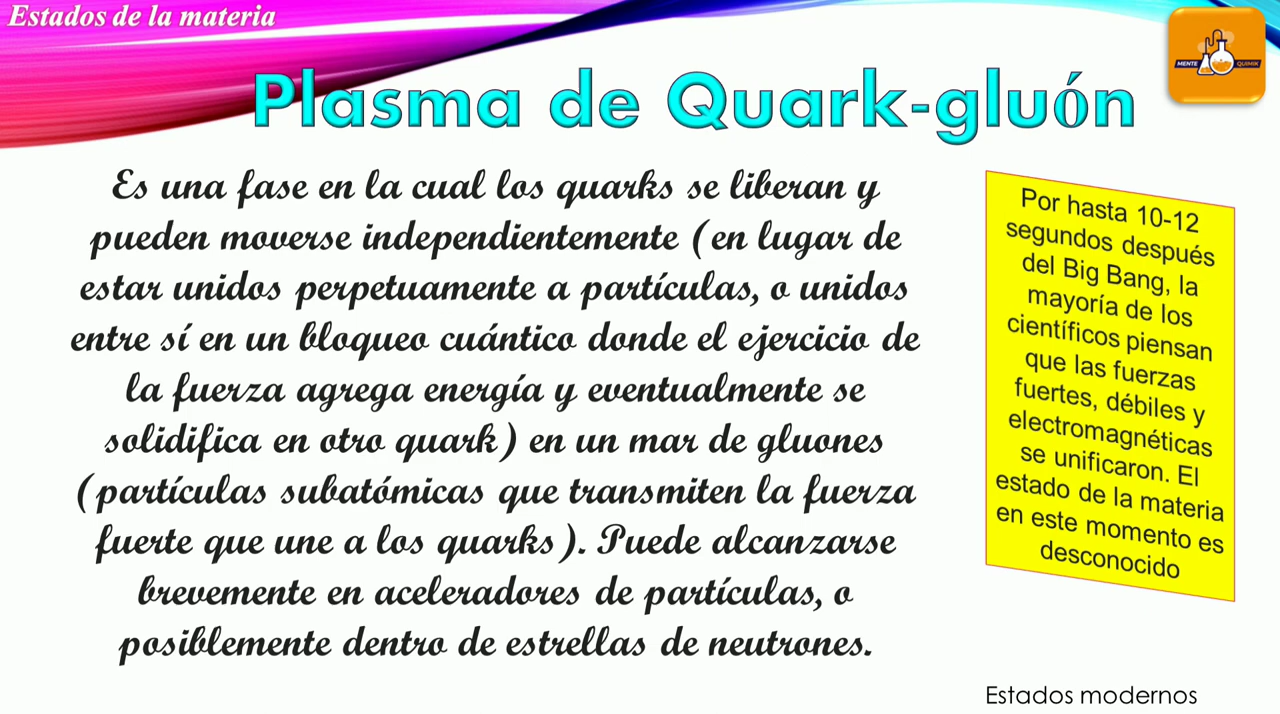 Estados de la materia
MENTE QUIMIK
Plasma de Quark-gluón
Es una fase en la cual los quarks se liberan y
pueden moverse independientemente (en lugar de
estar unidos perpetuamente a partículas, o unidos
entre sí en un bloqueo cuántico donde el ejercicio de
la fuerza agrega energía y eventualmente se
solidifica en otro quark) en un mar de gluones
(partículas subatómicas que transmiten la fuerza
fuerte que une a los quarks). Puede alcanzarse
brevemente en aceleradores de partículas, o
posiblemente dentro de estrellas de neutrones.
Por hasta 10-12
segundos después
del Big Bang, la
mayoría de los
científicos piensan
que las fuerzas
fuertes, débiles y
electromagnéticas
se unificaron. El
estado de la materia
en este momento es
desconocido
Estados modernos